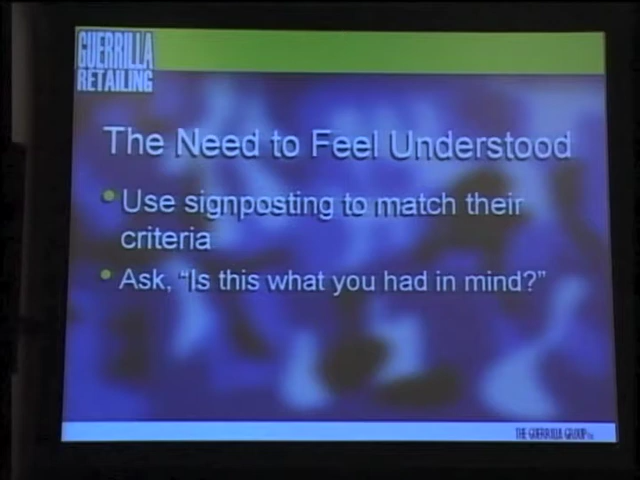 GUERRILLA
RETAILING
The Need to Feel Understood
• Use signposting to match their
criteria
• Ask, “Is this what you had in mind?”
THE GUERRILLA GROUP